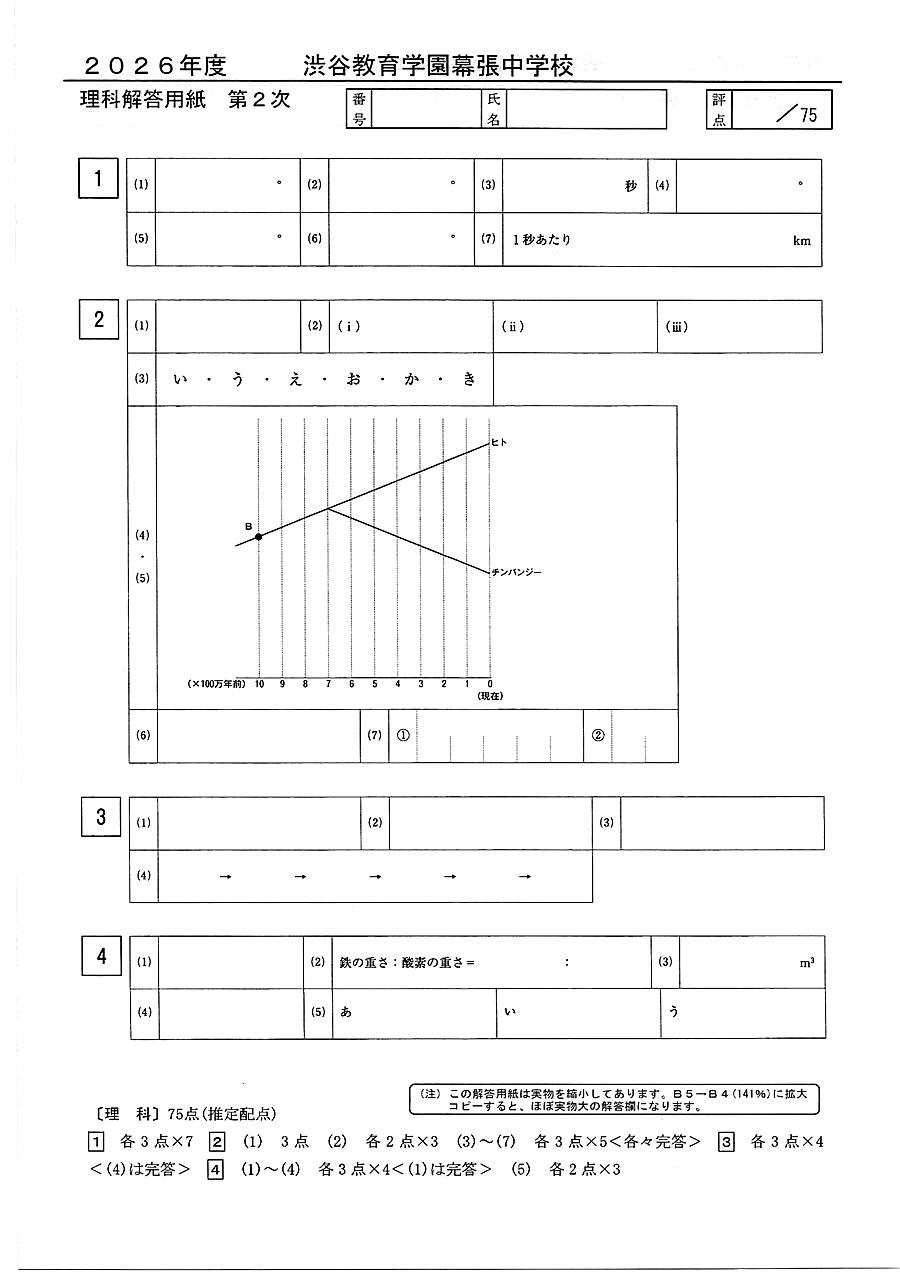 2026年度 渋谷教育学園幕張中学校
理科解答用紙 第2次 番号 氏名 評点 ／75
1 (1) ° (2) ° (3) 秒 (4) °
(5) ° (6) ° (7) 1秒あたり km
2 (1) (2) (ⅰ) (ⅱ) (ⅲ)
(3) い ・ う ・ え ・ お ・ か ・ き
ヒト
B
(4)
・
(5)
チンパンジー
(×100万年前) 10 9 8 7 6 5 4 3 2 1 0
(現在)
(6) (7) ① ②
3 (1) (2) (3)
(4) → → → → →
4 (1) (2) 鉄の重さ：酸素の重さ＝ ： (3) m³
(4) (5) あ い う
(注) この解答用紙は実物を縮小してあります。B5→B4(141%)に拡大
コピーすると、ほぼ実物大の解答欄になります。
〔理 科〕75点(推定配点)
1 各3点×7 2 (1) 3点 (2) 各2点×3 (3)～(7) 各3点×5＜各々完答＞ 3 各3点×4
＜(4)は完答＞ 4 (1)～(4) 各3点×4＜(1)は完答＞ (5) 各2点×3